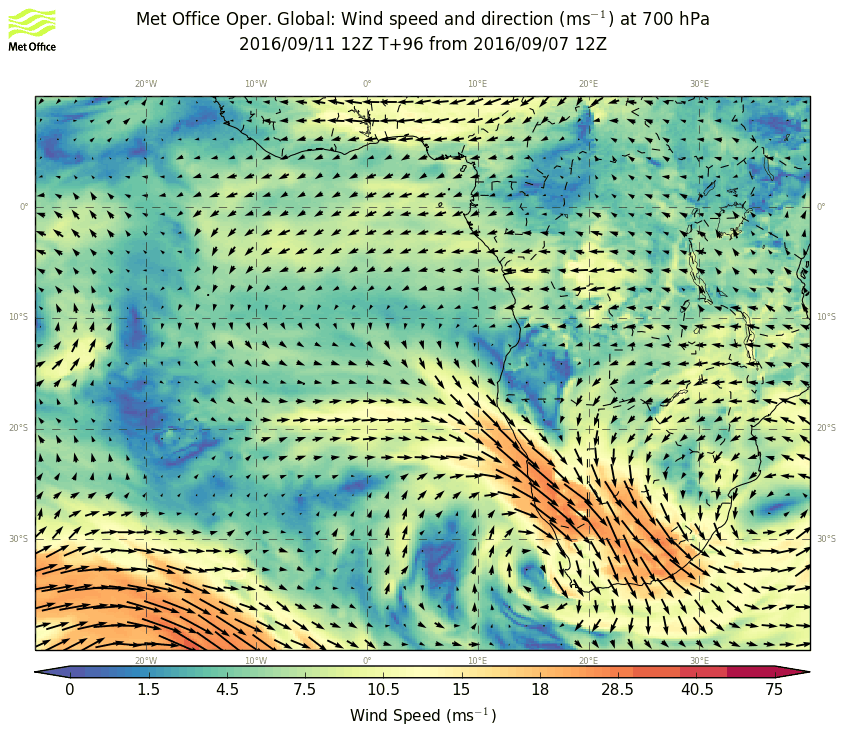 Met Office
Met Office Oper. Global: Wind speed and direction (ms⁻¹) at 700 hPa
2016/09/11 12Z T+96 from 2016/09/07 12Z
20°W 10°W 0° 10°E 20°E 30°E
0° 0°
10°S 10°S
20°S 20°S
30°S 30°S
20°W 10°W 0° 10°E 20°E 30°E
0 1.5 4.5 7.5 10.5 15 18 28.5 40.5 75
Wind Speed (ms⁻¹)